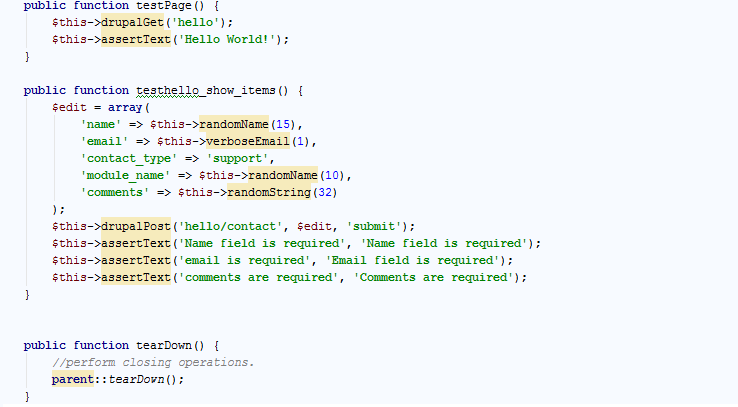 public function testPage() {
$this->drupalGet('hello');
$this->assertText('Hello World!');
}
public function testhello_show_items() {
$edit = array(
'name' => $this->randomName(15),
'email' => $this->verboseEmail(1),
'contact_type' => 'support',
'module_name' => $this->randomName(10),
'comments' => $this->randomString(32)
);
$this->drupalPost('hello/contact', $edit, 'submit');
$this->assertText('Name field is required', 'Name field is required');
$this->assertText('email is required', 'Email field is required');
$this->assertText('comments are required', 'Comments are required');
}
public function tearDown() {
//perform closing operations.
parent::tearDown();
}